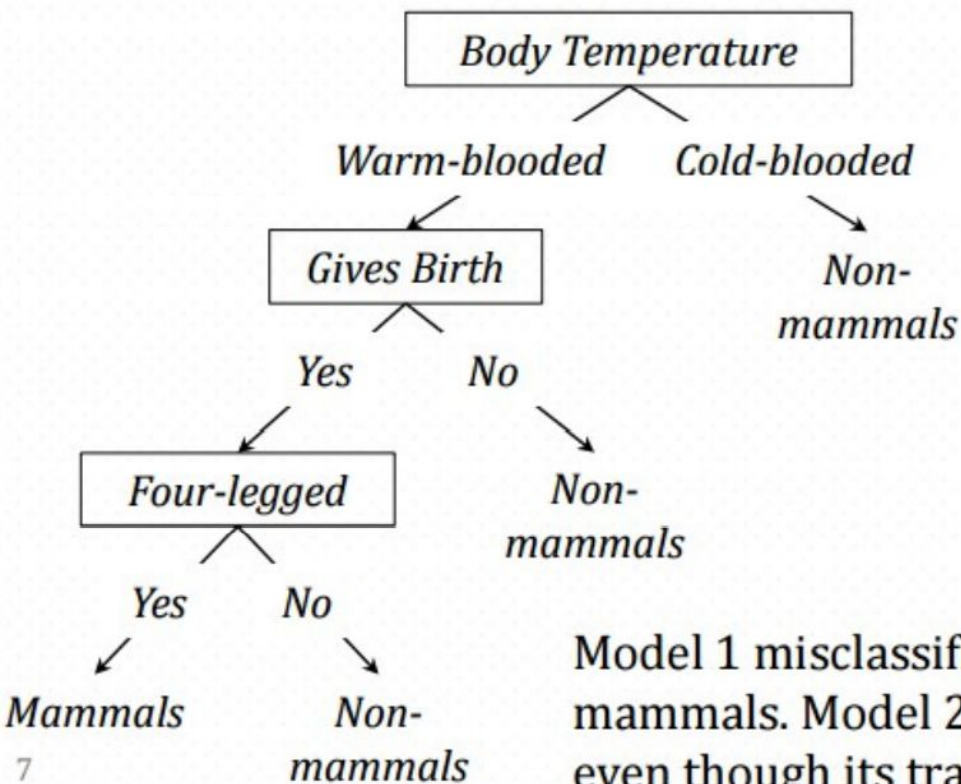 Body Temperature
Warm-blooded Cold-blooded
Gives Birth
Non-
mammals
Yes No
Four-legged
Non-
mammals
Yes No
Mammals
Non-
mammals
Model 1 misclassif
mammals. Model 2
even though its tra
7